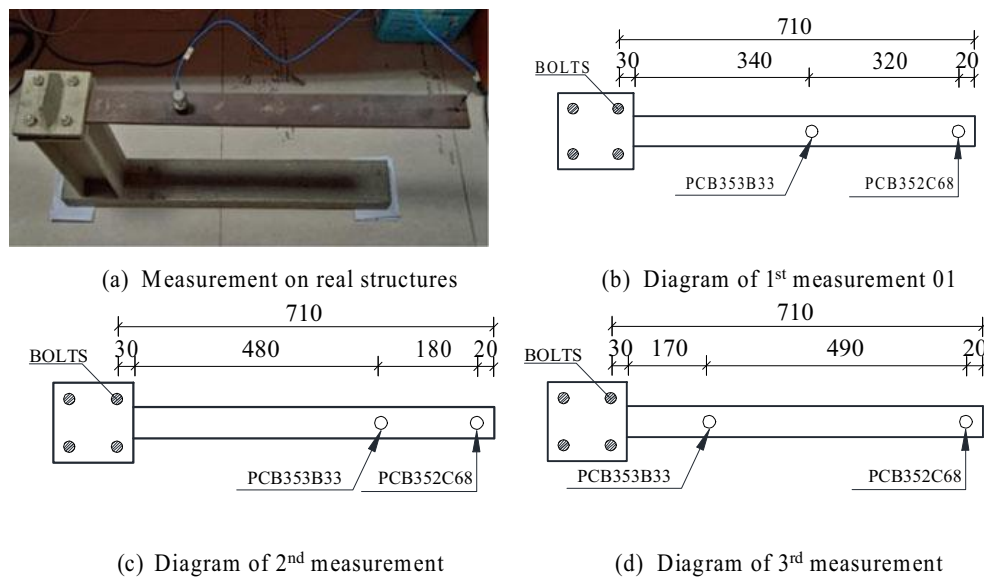 710
30 340 320 20
BOLTS
PCB353B33
PCB352C68
(a) Measurement on real structures
(b) Diagram of 1st measurement 01
710
30 480 180 20
BOLTS
PCB353B33 PCB352C68
710
30 170 490 20
BOLTS
PCB353B33
PCB352C68
(c) Diagram of 2nd measurement
(d) Diagram of 3rd measurement